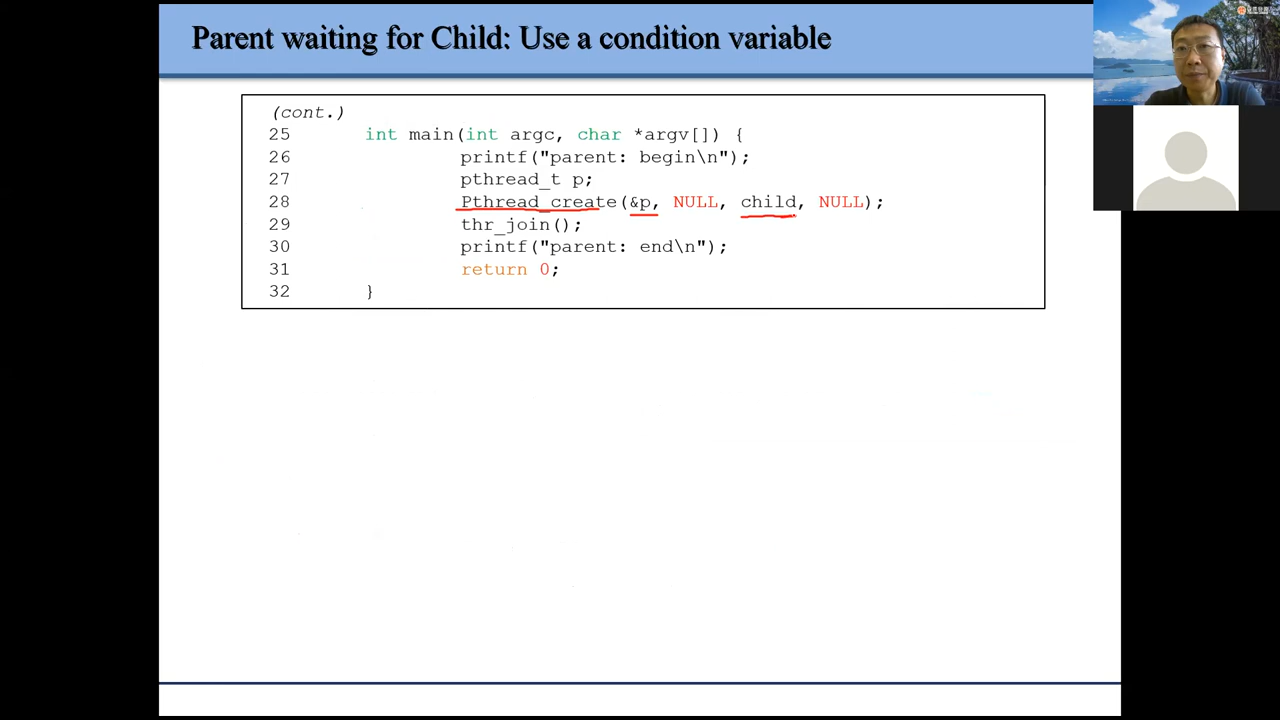 Parent waiting for Child: Use a condition variable
(cont.)
25 int main(int argc, char *argv[]) {
26 printf("parent: begin\n");
27 pthread_t p;
28 Pthread_create(&p, NULL, child, NULL);
29 thr_join();
30 printf("parent: end\n");
31 return 0;
32 }